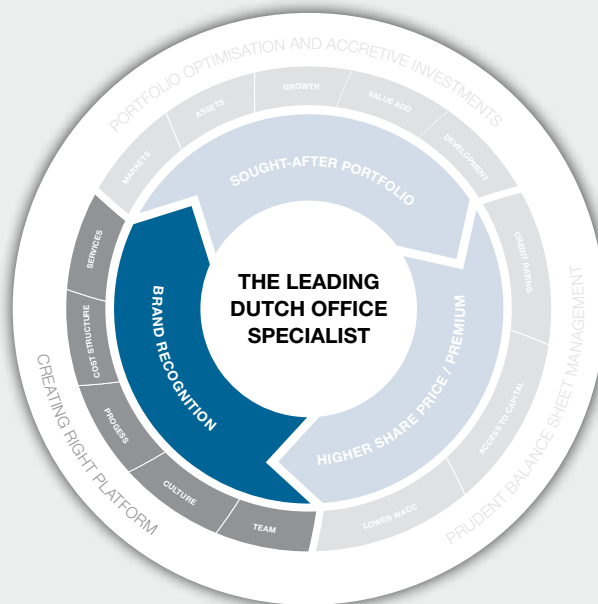 PORTFOLIO OPTIMISATION AND ACCRETIVE INVESTMENTS
MARKETS
ASSETS
GROWTH
VALUE ADD
DEVELOPMENT
SOUGHT-AFTER PORTFOLIO
CREDIT RATING
ACCESS TO CAPITAL
LOWER WACC
PRUDENT BALANCE SHEET MANAGEMENT
HIGHER SHARE PRICE / PREMIUM
THE LEADING
DUTCH OFFICE
SPECIALIST
BRAND RECOGNITION
SERVICES
COST STRUCTURE
PROGESS
CULTURE
TEAM
CREATING RIGHT PLATFORM